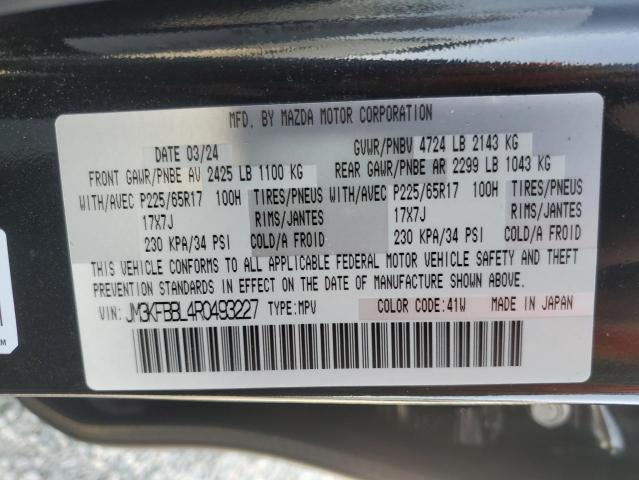 MFD. BY MAZDA MOTOR CORPORATION
DATE 03/24 GVWR/PNBV 4724 LB 2143 KG
FRONT GAWR/PNBE AV 2425 LB 1100 KG REAR GAWR/PNBE AR 2299 LB 1043 KG
WITH/AVEC P225/65R17 100H TIRES/PNEUS WITH/AVEC P225/65R17 100H TIRES/PNEUS
17X7J RIMS/JANTES 17X7J RIMS/JANTES
230 KPA/34 PSI COLD/A FROID 230 KPA/34 PSI COLD/A FROID
THIS VEHICLE CONFORMS TO ALL APPLICABLE FEDERAL MOTOR VEHICLE SAFETY AND THEFT
PREVENTION STANDARDS IN EFFECT ON THE DATE OF MANUFACTURE SHOWN ABOVE.
VIN: JM3KFBBL4R0493227 TYPE:MPV COLOR CODE:41W MADE IN JAPAN